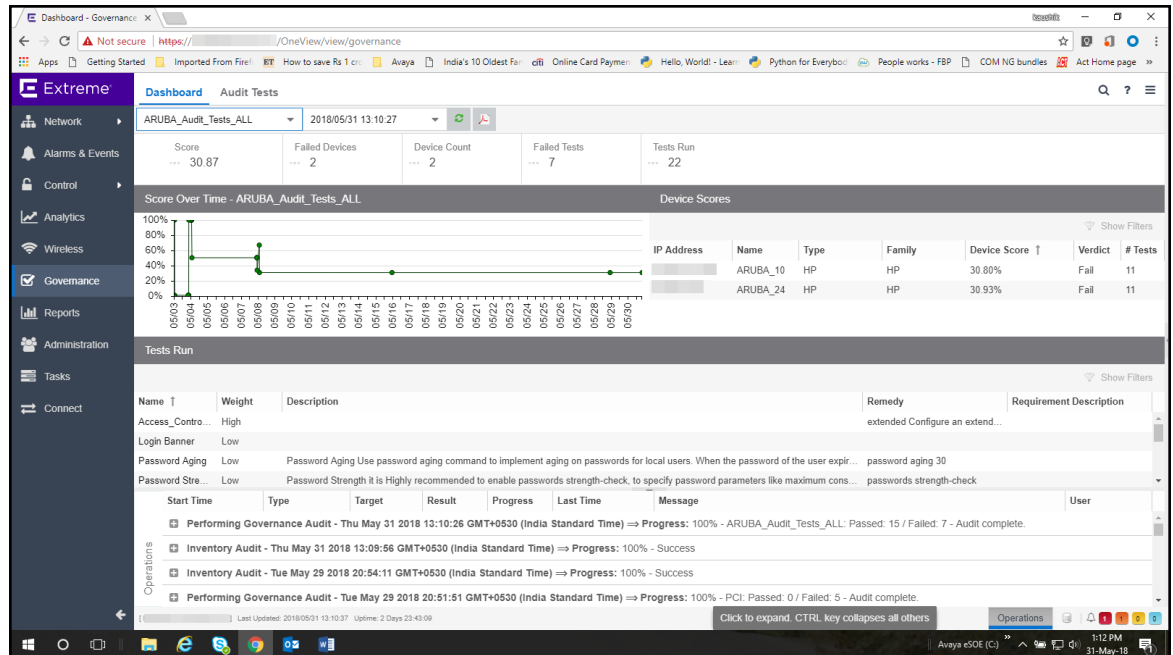 Dashboard - Governance
kaushik
Not secure | https:// /OneView/view/governance
Apps Getting Started Imported From Firef ET How to save Rs 1 crc Avaya India's 10 Oldest Far citi Online Card Paymen Hello, World! - Learn Python for Everybod People works - FBP COM NG bundles ACT Act Home page »
Extreme
Dashboard Audit Tests
Network
Alarms & Events
Control
Analytics
Wireless
Governance
Reports
Administration
Tasks
Connect
ARUBA_Audit_Tests_ALL 2018/05/31 13:10:27
Score Failed Devices Device Count Failed Tests Tests Run
--- 30.87 --- 2 --- 2 --- 7 --- 22
Score Over Time - ARUBA_Audit_Tests_ALL
100%
80%
60%
40%
20%
0%
05/03 05/04 05/05 05/06 05/07 05/08 05/09 05/10 05/11 05/12 05/13 05/14 05/15 05/16 05/17 05/18 05/19 05/20 05/21 05/22 05/23 05/24 05/25 05/26 05/27 05/28 05/29 05/30
Device Scores
Show Filters
IP Address Name Type Family Device Score ↑ Verdict # Tests
ARUBA_10 HP HP 30.80% Fail 11
ARUBA_24 HP HP 30.93% Fail 11
Tests Run
Show Filters
Name ↑ Weight Description Remedy Requirement Description
Access_Contro... High extended Configure an extend...
Login Banner Low
Password Aging Low Password Aging Use password aging command to implement aging on passwords for local users. When the password of the user expir... password aging 30
Password Stre... Low Password Strength it is Highly recommended to enable passwords strength-check, to specify password parameters like maximum cons... passwords strength-check
Operations
Start Time Type Target Result Progress Last Time Message User
Performing Governance Audit - Thu May 31 2018 13:10:26 GMT+0530 (India Standard Time) ⇒ Progress: 100% - ARUBA_Audit_Tests_ALL: Passed: 15 / Failed: 7 - Audit complete.
Inventory Audit - Thu May 31 2018 13:09:56 GMT+0530 (India Standard Time) ⇒ Progress: 100% - Success
Inventory Audit - Tue May 29 2018 20:54:11 GMT+0530 (India Standard Time) ⇒ Progress: 100% - Success
Performing Governance Audit - Tue May 29 2018 20:51:51 GMT+0530 (India Standard Time) ⇒ Progress: 100% - PCI: Passed: 0 / Failed: 5 - Audit complete.
[ ] Last Updated: 2018/05/31 13:10:37 Uptime: 2 Days 23:43:09
Click to expand. CTRL key collapses all others
Operations 1 1 0 0
Avaya eSOE (C:) »
1:12 PM
31-May-18